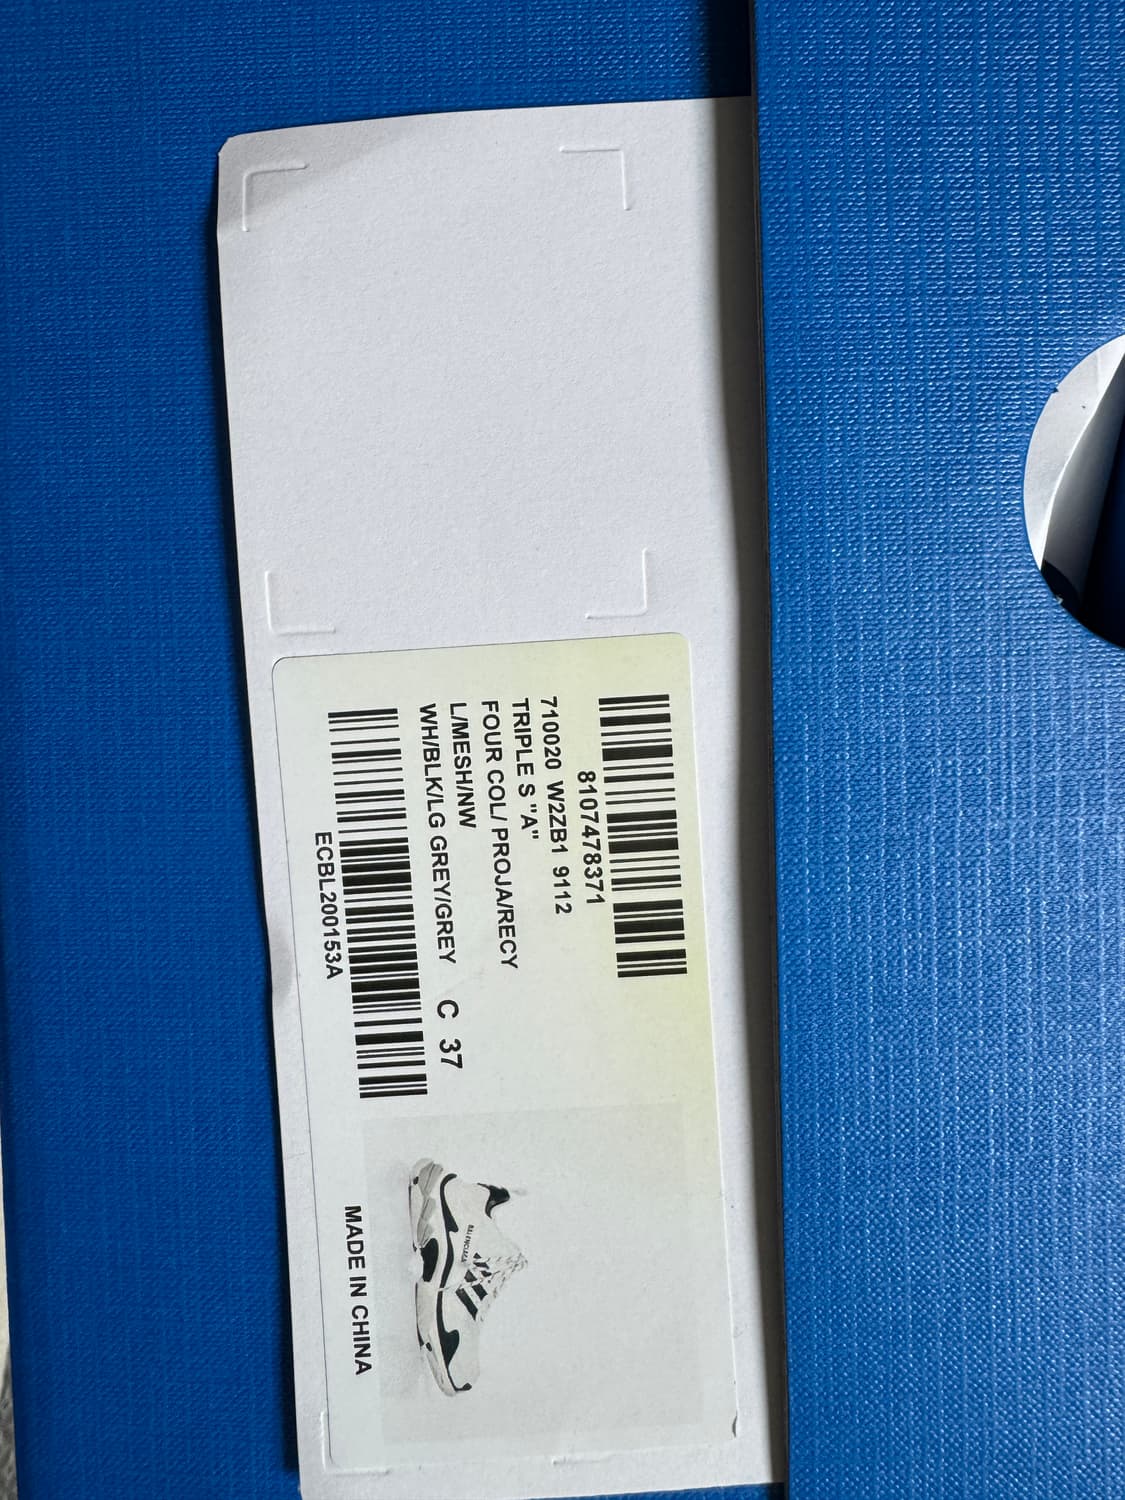 8107478371
710020 W2ZB1 9112
TRIPLE S "A"
FOUR COL/ PROJA/RECY
L/MESH/NW
WH/BLK/LG GREY/GREY C 37
ECBL200153A
MADE IN CHINA
BALENCIAGA